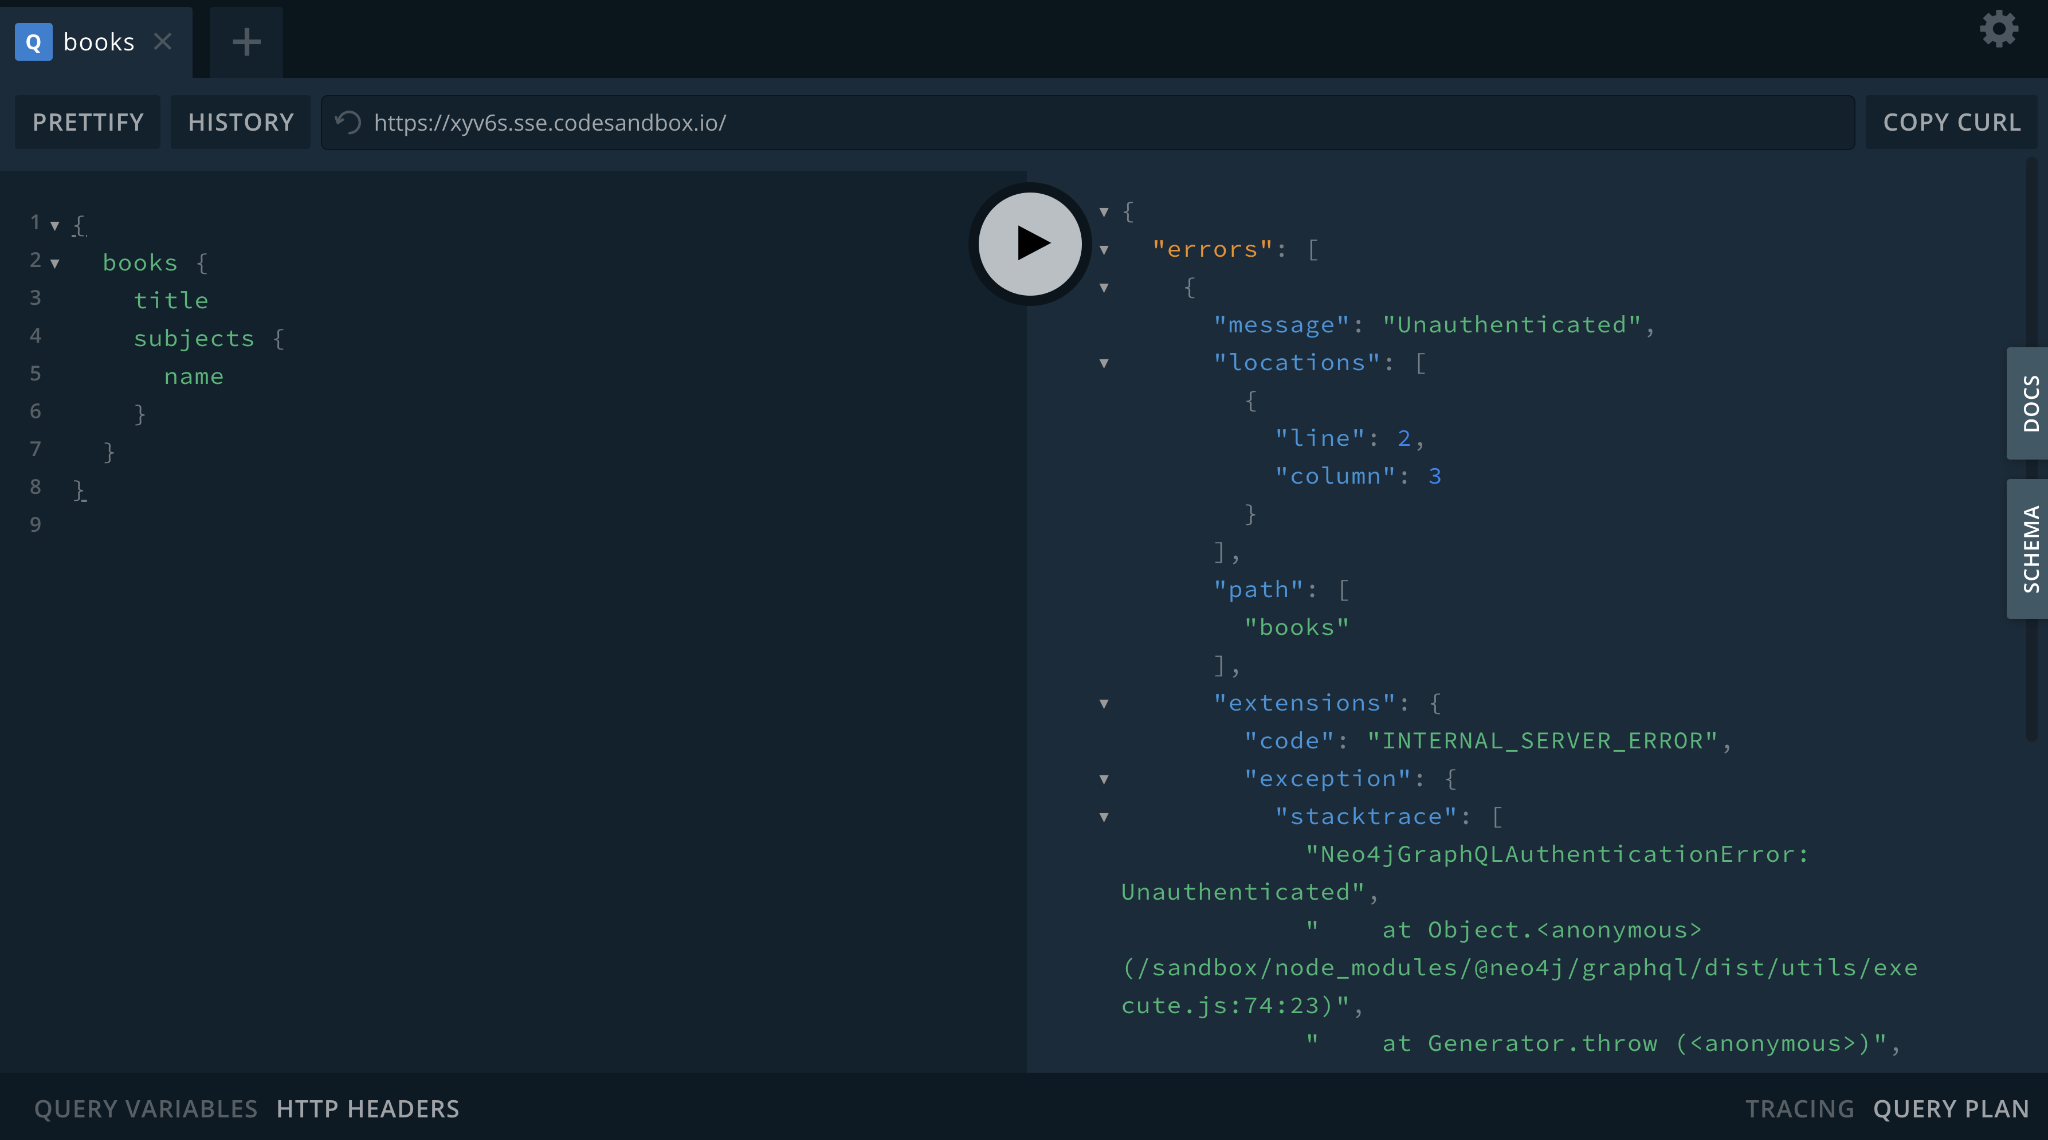 Q books
PRETTIFY HISTORY https://xyv6s.sse.codesandbox.io/ COPY CURL
1 {
2 books {
3 title
4 subjects {
5 name
6 }
7 }
8 }
9
{
"errors": [
{
"message": "Unauthenticated",
"locations": [
{
"line": 2,
"column": 3
}
],
"path": [
"books"
],
"extensions": {
"code": "INTERNAL_SERVER_ERROR",
"exception": {
"stacktrace": [
"Neo4jGraphQLAuthenticationError:
Unauthenticated",
"    at Object.<anonymous>
(/sandbox/node_modules/@neo4j/graphql/dist/utils/exe
cute.js:74:23)",
"    at Generator.throw (<anonymous>)",
DOCS
SCHEMA
QUERY VARIABLES HTTP HEADERS
TRACING QUERY PLAN